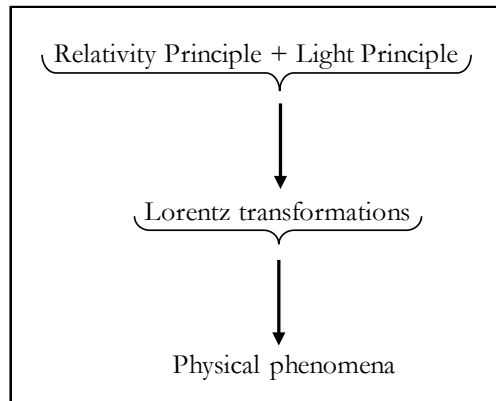 Relativity Principle + Light Principle
Lorentz transformations
Physical phenomena